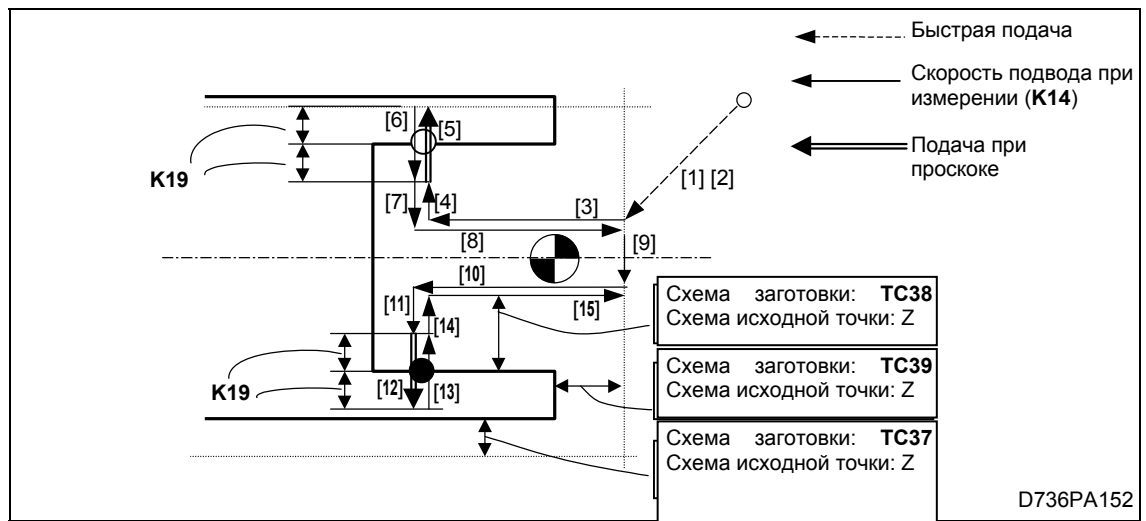 Быстрая подача
Скорость подвода при
измерении (K14)
Подача при
проскоке
[6]
[5]
K19
[1] [2]
[7]
[4]
[3]
[8]
[9]
[10]
[11]
[14]
[15]
K19
[12]
[13]
Схема заготовки: TC38
Схема исходной точки: Z
Схема заготовки: TC39
Схема исходной точки: Z
Схема заготовки: TC37
Схема исходной точки: Z
D736PA152